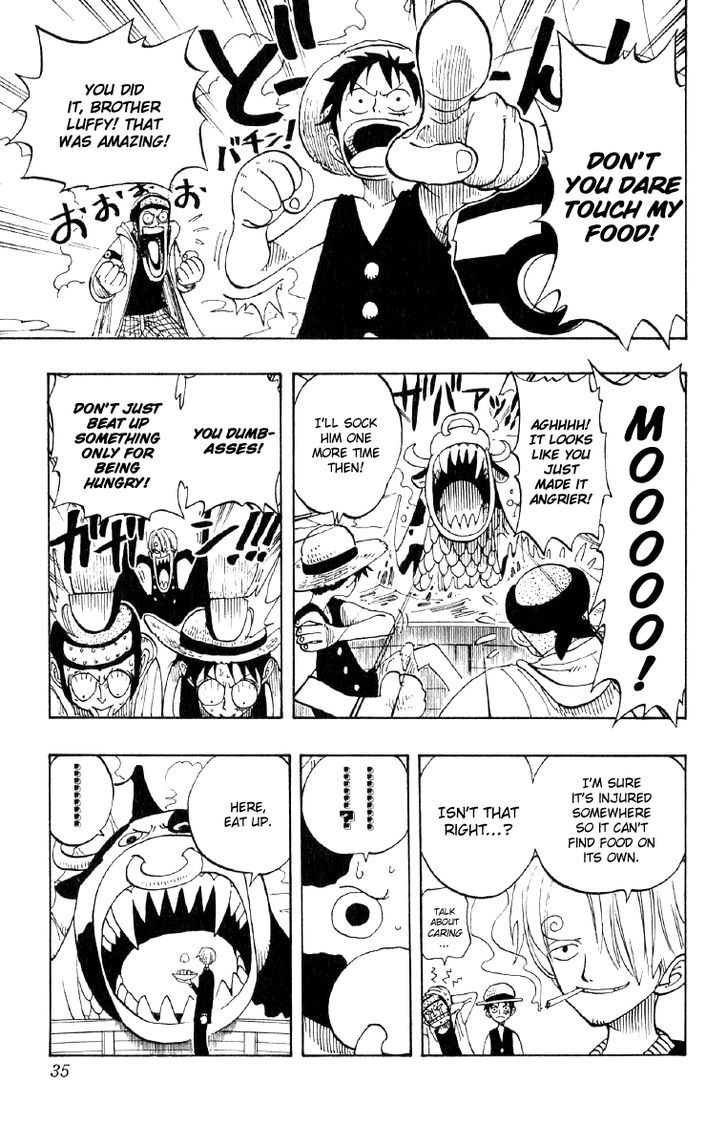 DON'T
YOU DARE
TOUCH MY
FOOD!
どーん!
バチン!
YOU DID
IT, BROTHER
LUFFY! THAT
WAS AMAZING!
おおおお
MOOOOO!
AGHHHH!
IT LOOKS
LIKE YOU
JUST
MADE IT
ANGRIER!
ザバアッ
I'LL SOCK
HIM ONE
MORE TIME
THEN!
YOU DUMB-
ASSES!
DON'T JUST
BEAT UP
SOMETHING
ONLY FOR
BEING
HUNGRY!
ガガン!!!
I'M SURE
IT'S INJURED
SOMEWHERE
SO IT CAN'T
FIND FOOD ON
ITS OWN.
ISN'T THAT
RIGHT...?
TALK
ABOUT
CARING
...
!!
?
HERE,
EAT UP.
35